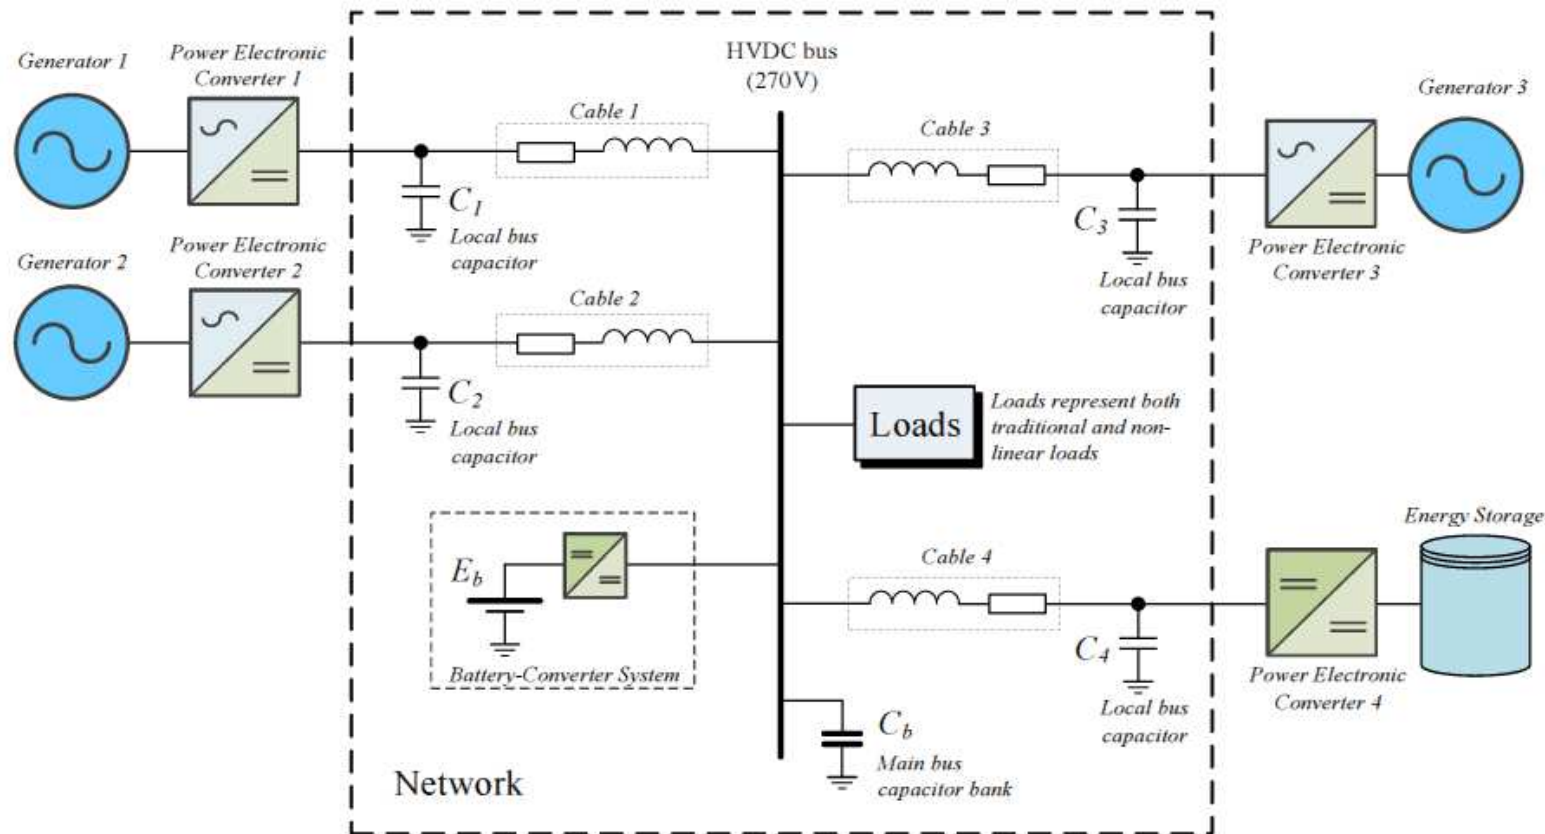 Generator 1
Power Electronic
Converter 1
HVDC bus
(270V)
Cable 1
C1
Local bus
capacitor
Generator 2
Power Electronic
Converter 2
Cable 2
C2
Local bus
capacitor
Cable 3
C3
Local bus
capacitor
Generator 3
Power Electronic
Converter 3
Loads
Loads represent both
traditional and non-
linear loads
Eb
Battery-Converter System
Cable 4
C4
Local bus
capacitor
Energy Storage
Power Electronic
Converter 4
Cb
Main bus
capacitor bank
Network